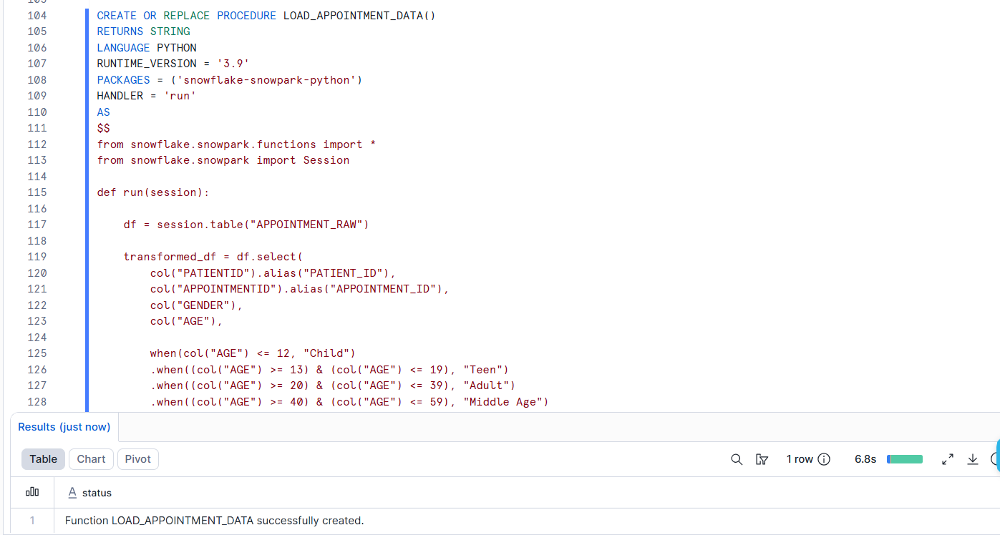 104 CREATE OR REPLACE PROCEDURE LOAD_APPOINTMENT_DATA()
105 RETURNS STRING
106 LANGUAGE PYTHON
107 RUNTIME_VERSION = '3.9'
108 PACKAGES = ('snowflake-snowpark-python')
109 HANDLER = 'run'
110 AS
111 $$
112 from snowflake.snowpark.functions import *
113 from snowflake.snowpark import Session
114
115 def run(session):
116
117     df = session.table("APPOINTMENT_RAW")
118
119     transformed_df = df.select(
120         col("PATIENTID").alias("PATIENT_ID"),
121         col("APPOINTMENTID").alias("APPOINTMENT_ID"),
122         col("GENDER"),
123         col("AGE"),
124
125         when(col("AGE") <= 12, "Child")
126         .when((col("AGE") >= 13) & (col("AGE") <= 19), "Teen")
127         .when((col("AGE") >= 20) & (col("AGE") <= 39), "Adult")
128         .when((col("AGE") >= 40) & (col("AGE") <= 59), "Middle Age")
Results (just now)
Table Chart Pivot 1 row 6.8s
A status
1 Function LOAD_APPOINTMENT_DATA successfully created.